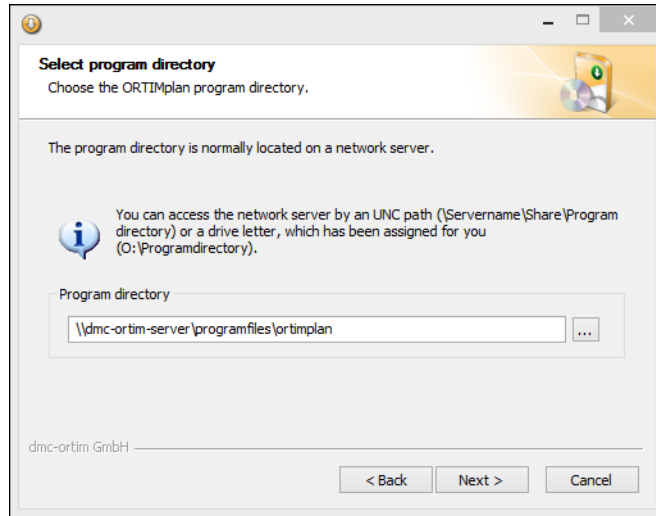 Select program directory
Choose the ORTIMplan program directory.
The program directory is normally located on a network server.
You can access the network server by an UNC path (\Servername\Share\Program
directory) or a drive letter, which has been assigned for you
(O:\Programdirectory).
Program directory
\\dmc-ortim-server\programfiles\ortimplan
...
dmc-ortim GmbH
< Back
Next >
Cancel